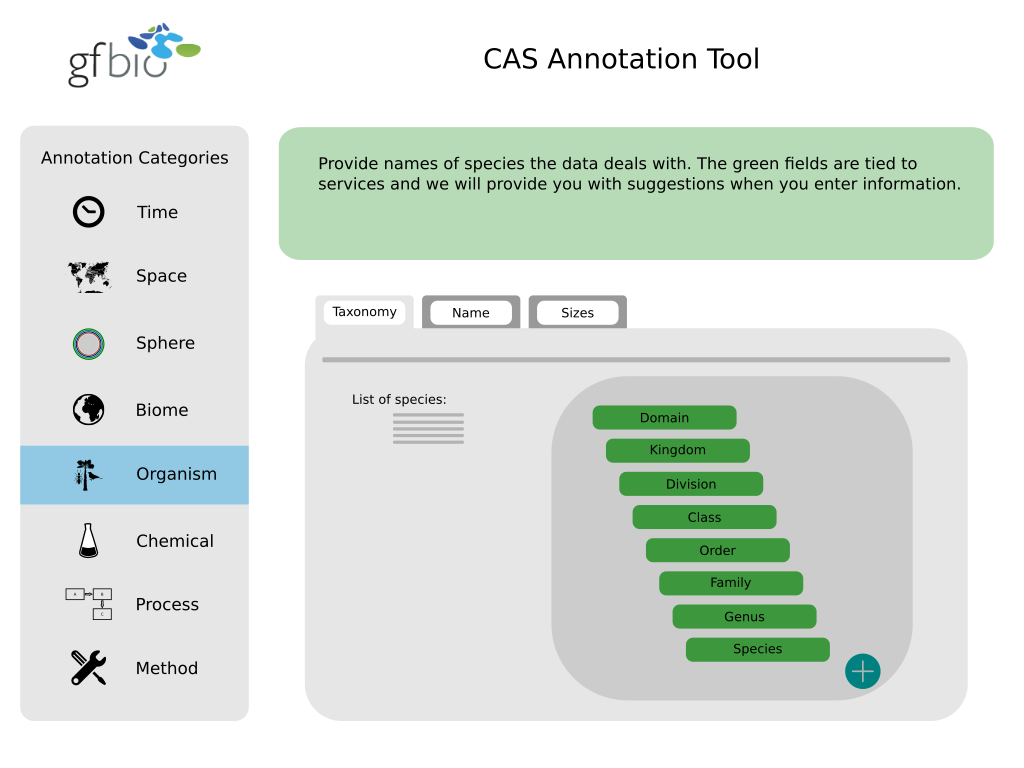 gfbio
CAS Annotation Tool
Annotation Categories
Time
Space
Sphere
Biome
Organism
Chemical
Process
Method
Provide names of species the data deals with. The green fields are tied to
services and we will provide you with suggestions when you enter information.
Taxonomy
Name
Sizes
List of species:
Domain
Kingdom
Division
Class
Order
Family
Genus
Species
A
B
C